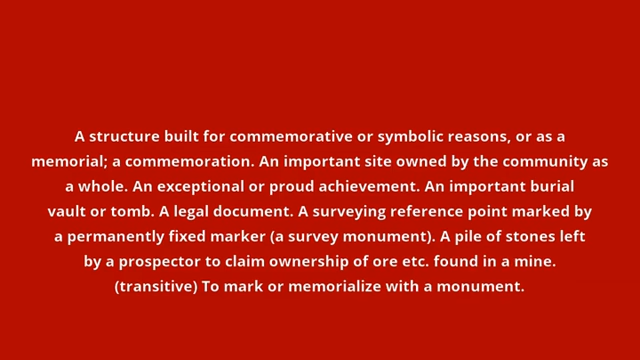 A structure built for commemorative or symbolic reasons, or as a
memorial; a commemoration. An important site owned by the community as
a whole. An exceptional or proud achievement. An important burial
vault or tomb. A legal document. A surveying reference point marked by
a permanently fixed marker (a survey monument). A pile of stones left
by a prospector to claim ownership of ore etc. found in a mine.
(transitive) To mark or memorialize with a monument.